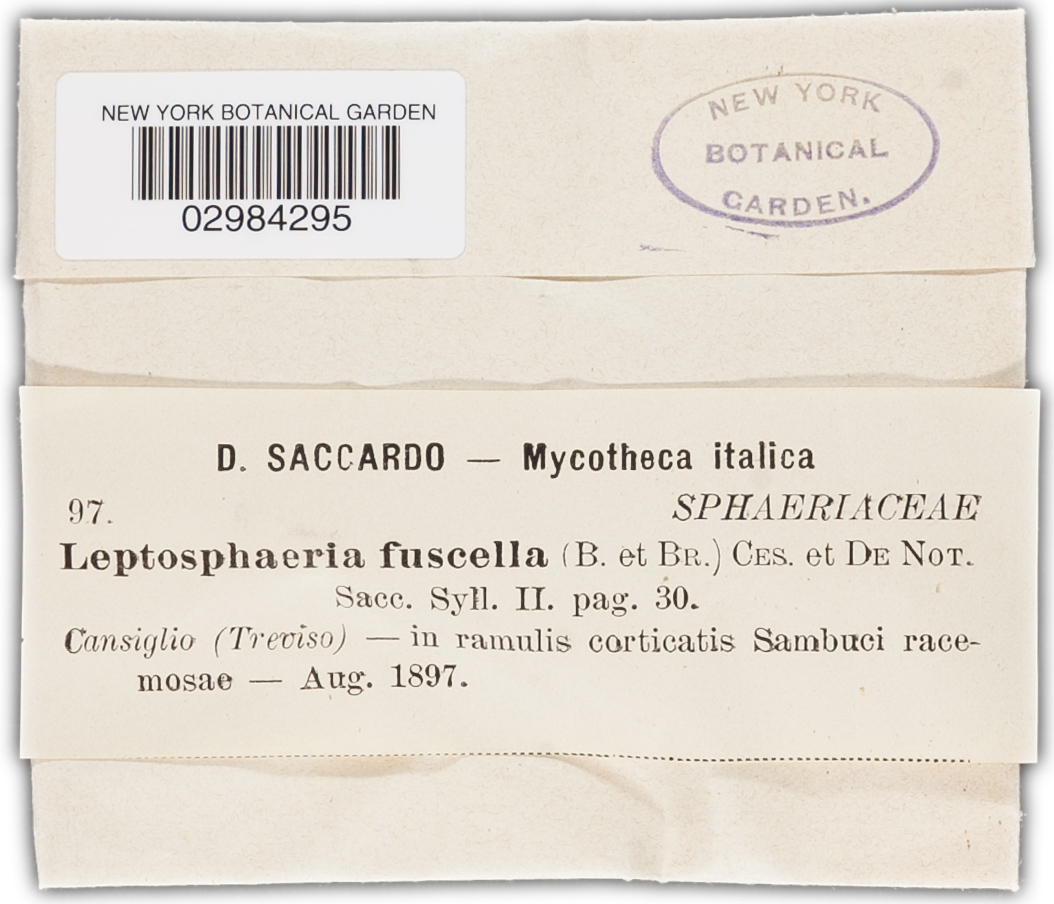 NEW YORK BOTANICAL GARDEN
02984295
NEW YORK
BOTANICAL
GARDEN.
D. SACCARDO — Mycotheca italica
97. SPHAERIACEAE
Leptosphaeria fuscella (B. et BR.) CES. et DE NOT.
Sacc. Syll. II. pag. 30.
Cansiglio (Treviso) — in ramulis corticatis Sambuci race-
mosae — Aug. 1897.